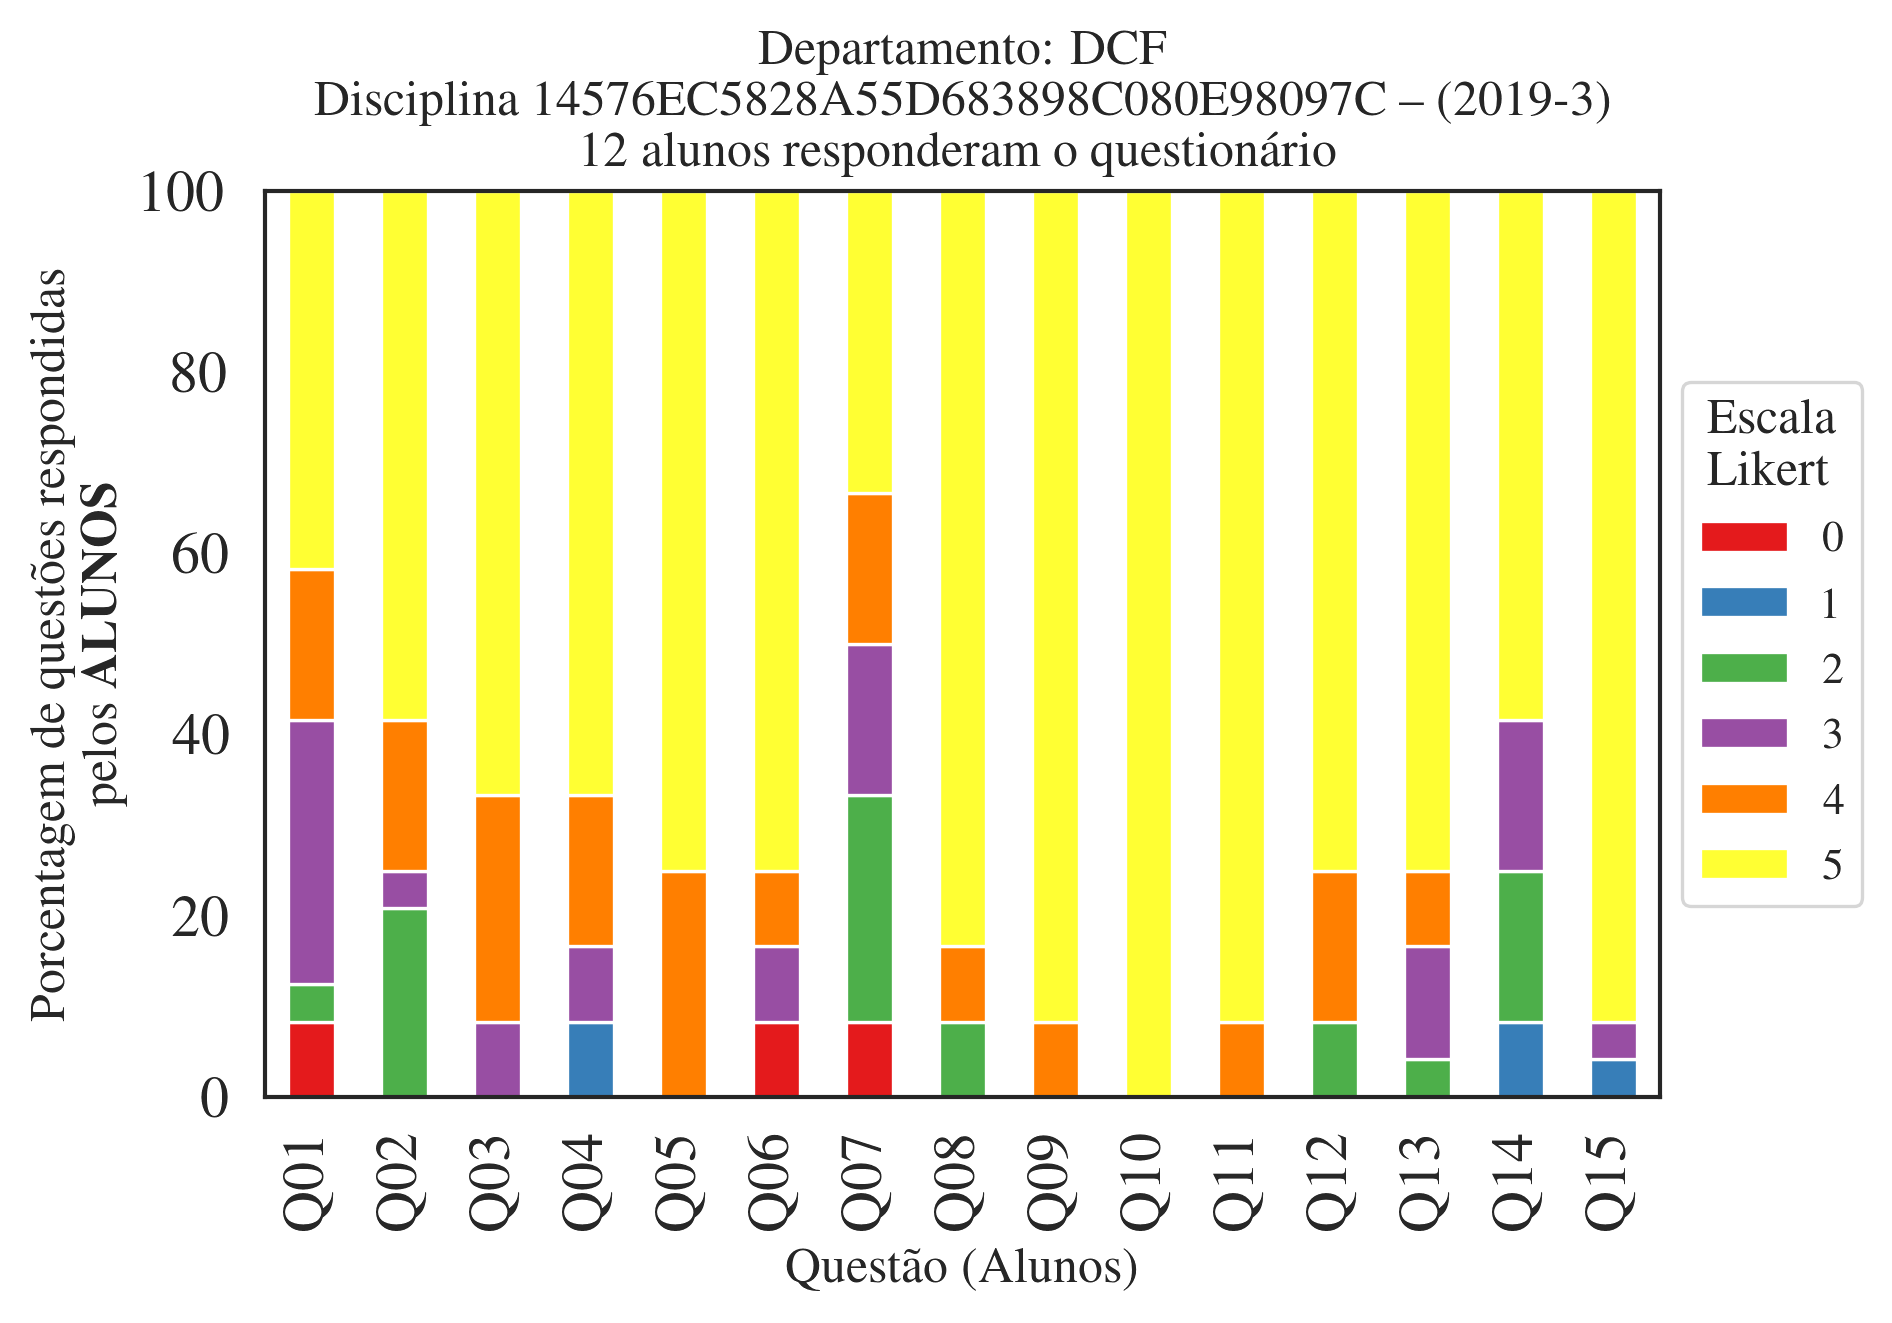 Departamento: DCF
Disciplina 14576EC5828A55D683898C080E98097C – (2019-3)
12 alunos responderam o questionário
Porcentagem de questões respondidas
pelos ALUNOS
100
80
60
40
20
0
Q01
Q02
Q03
Q04
Q05
Q06
Q07
Q08
Q09
Q10
Q11
Q12
Q13
Q14
Q15
Questão (Alunos)
Escala
Likert
0
1
2
3
4
5